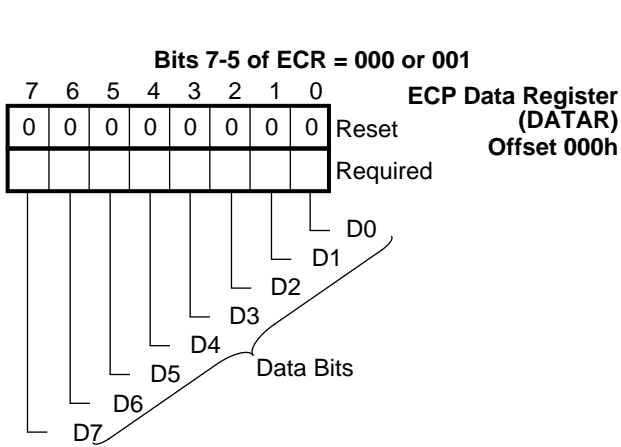 Bits 7-5 of ECR = 000 or 001
7 6 5 4 3 2 1 0
ECP Data Register
(DATAR)
Offset 000h
0 0 0 0 0 0 0 0 Reset
Required
D0
D1
D2
D3
D4
D5
D6
D7
Data Bits